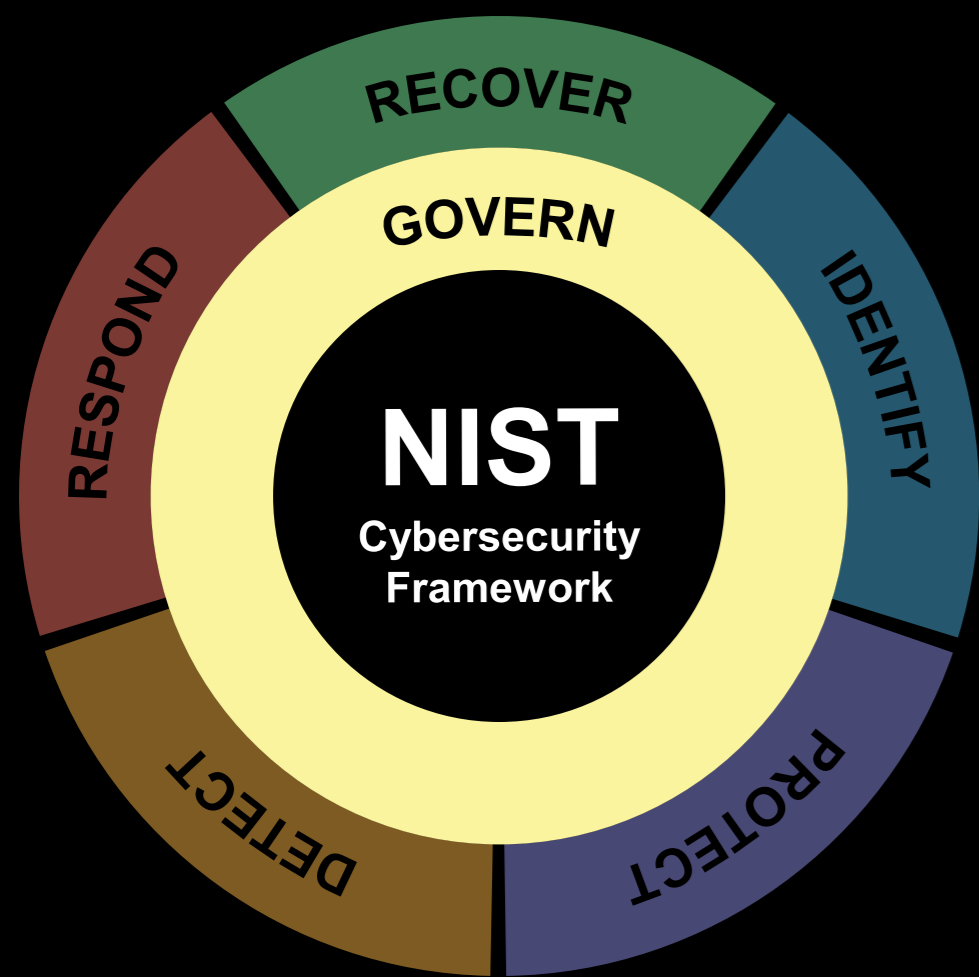 RECOVER
GOVERN
IDENTIFY
PROTECT
DETECT
RESPOND
NIST
Cybersecurity
Framework